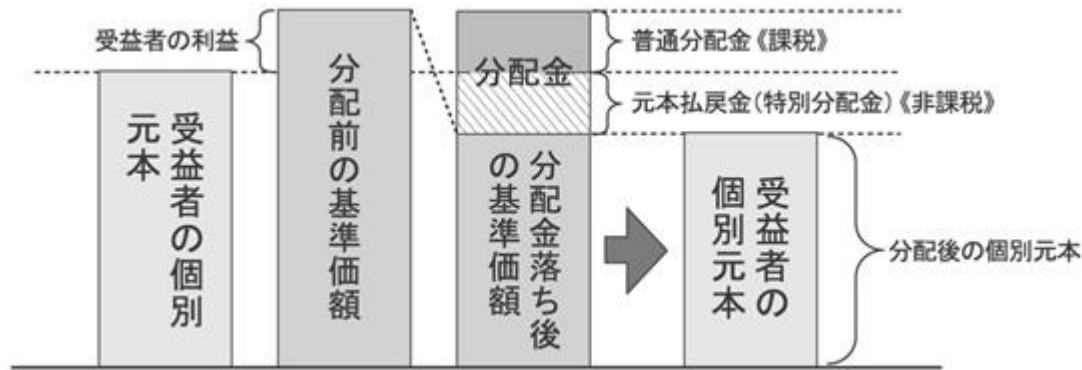 受益者の利益
受益者の個別
元本
分配前の基準価額
分配金
分配金落ち後
の基準価額
普通分配金《課税》
元本払戻金(特別分配金)《非課税》
受益者の
個別元本
分配後の個別元本